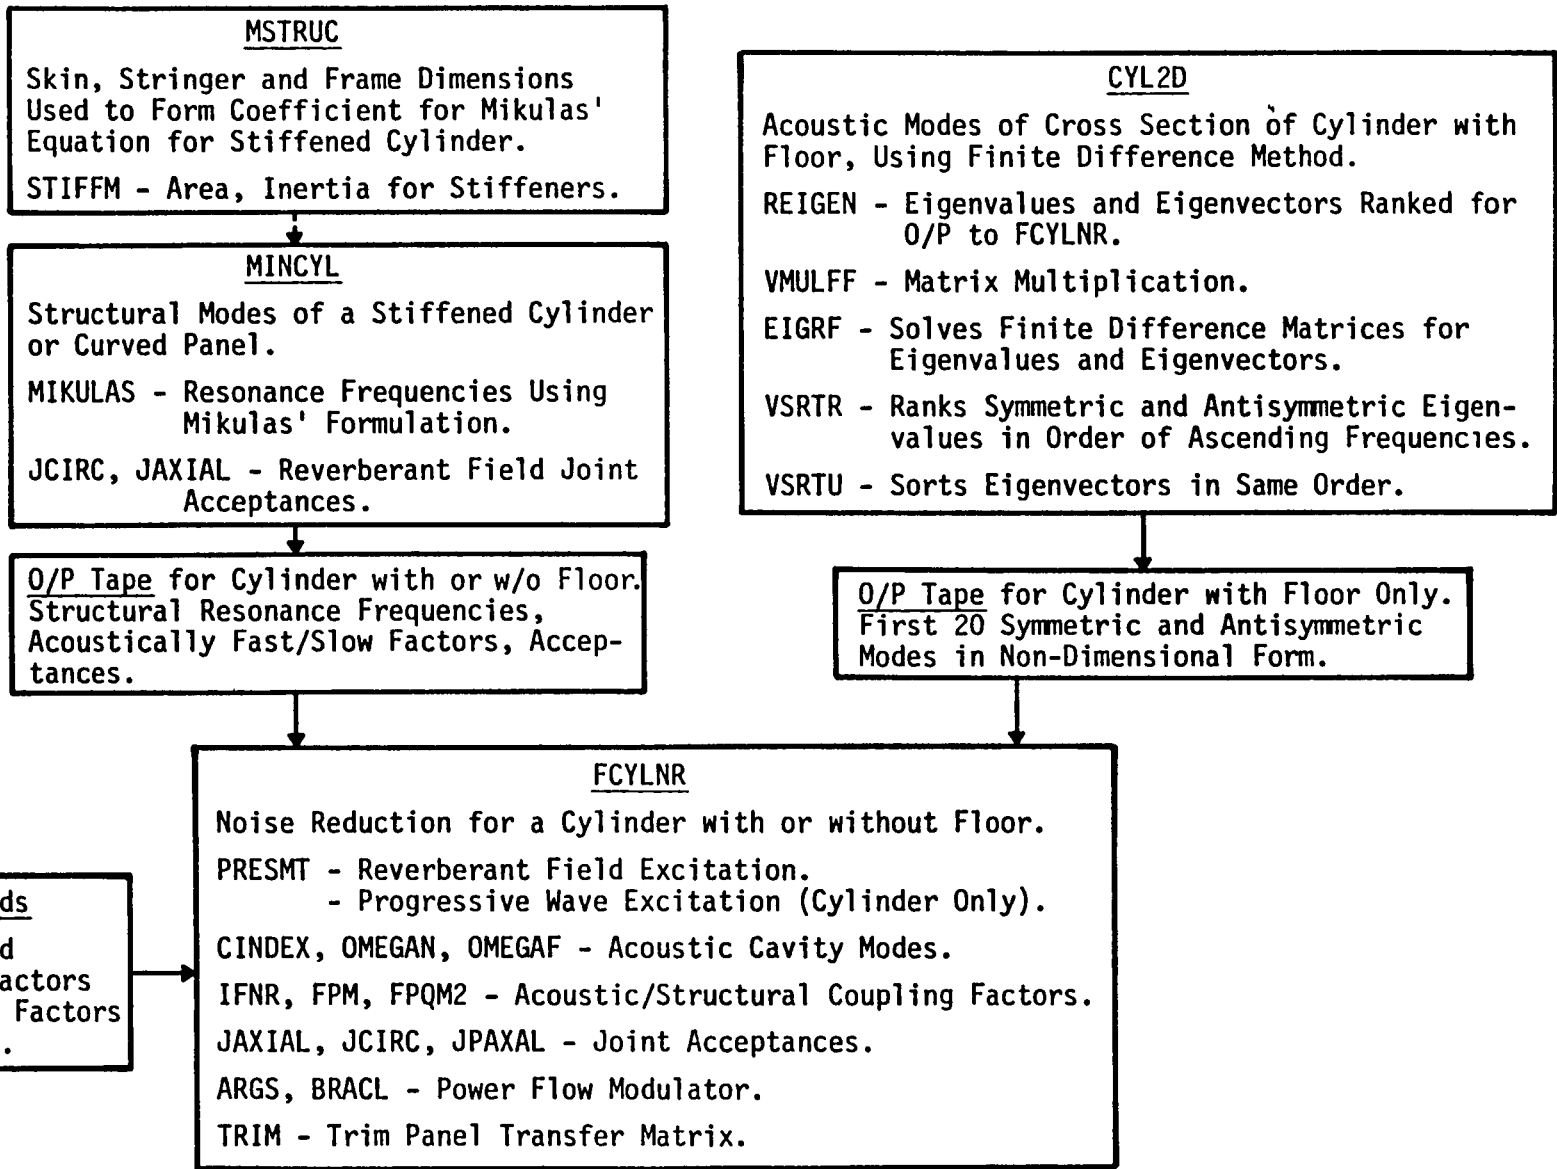 MSTRUC
Skin, Stringer and Frame Dimensions
Used to Form Coefficient for Mikulas'
Equation for Stiffened Cylinder.
STIFFM - Area, Inertia for Stiffeners.
MINCYL
Structural Modes of a Stiffened Cylinder
or Curved Panel.
MIKULAS - Resonance Frequencies Using
Mikulas' Formulation.
JCIRC, JAXIAL - Reverberant Field Joint
Acceptances.
O/P Tape for Cylinder with or w/o Floor.
Structural Resonance Frequencies,
Acoustically Fast/Slow Factors, Accep-
tances.
CYL2D
Acoustic Modes of Cross Section of Cylinder with
Floor, Using Finite Difference Method.
REIGEN - Eigenvalues and Eigenvectors Ranked for
O/P to FCYLNR.
VMULFF - Matrix Multiplication.
EIGRF - Solves Finite Difference Matrices for
Eigenvalues and Eigenvectors.
VSRTR - Ranks Symmetric and Antisymmetric Eigen-
values in Order of Ascending Frequencies.
VSRTU - Sorts Eigenvectors in Same Order.
O/P Tape for Cylinder with Floor Only.
First 20 Symmetric and Antisymmetric
Modes in Non-Dimensional Form.
ds
d
actors
Factors
.
FCYLNR
Noise Reduction for a Cylinder with or without Floor.
PRESMT - Reverberant Field Excitation.
- Progressive Wave Excitation (Cylinder Only).
CINDEX, OMEGAN, OMEGAF - Acoustic Cavity Modes.
IFNR, FPM, FPQM2 - Acoustic/Structural Coupling Factors.
JAXIAL, JCIRC, JPAXAL - Joint Acceptances.
ARGS, BRACL - Power Flow Modulator.
TRIM - Trim Panel Transfer Matrix.